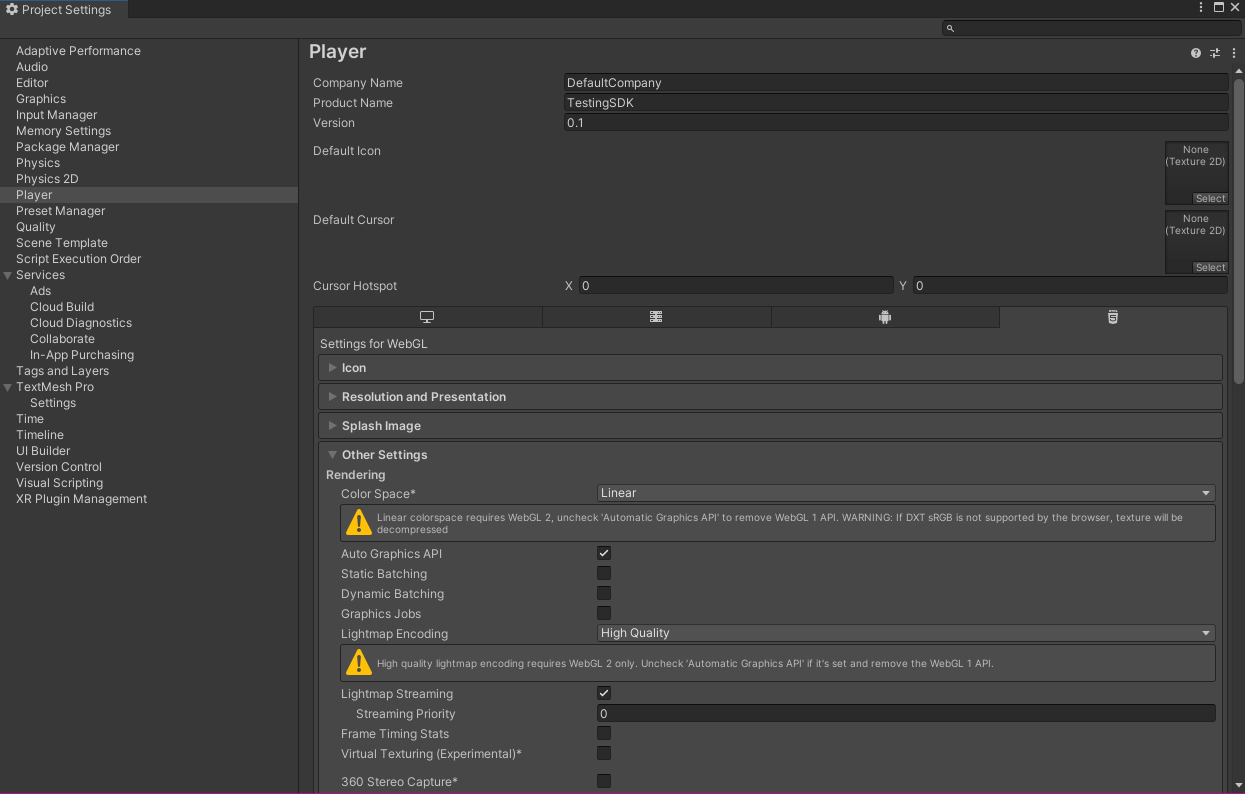 Project Settings
Adaptive Performance
Audio
Editor
Graphics
Input Manager
Memory Settings
Package Manager
Physics
Physics 2D
Player
Preset Manager
Quality
Scene Template
Script Execution Order
Services
Ads
Cloud Build
Cloud Diagnostics
Collaborate
In-App Purchasing
Tags and Layers
TextMesh Pro
Settings
Time
Timeline
UI Builder
Version Control
Visual Scripting
XR Plugin Management
Player
Company Name DefaultCompany
Product Name TestingSDK
Version 0.1
Default Icon None
(Texture 2D)
Select
Default Cursor None
(Texture 2D)
Select
Cursor Hotspot X 0 Y 0
Settings for WebGL
Icon
Resolution and Presentation
Splash Image
Other Settings
Rendering
Color Space* Linear
Linear colorspace requires WebGL 2, uncheck 'Automatic Graphics API' to remove WebGL 1 API. WARNING: If DXT sRGB is not supported by the browser, texture will be
decompressed
Auto Graphics API
Static Batching
Dynamic Batching
Graphics Jobs
Lightmap Encoding High Quality
High quality lightmap encoding requires WebGL 2 only. Uncheck 'Automatic Graphics API' if it's set and remove the WebGL 1 API.
Lightmap Streaming
Streaming Priority 0
Frame Timing Stats
Virtual Texturing (Experimental)*
360 Stereo Capture*